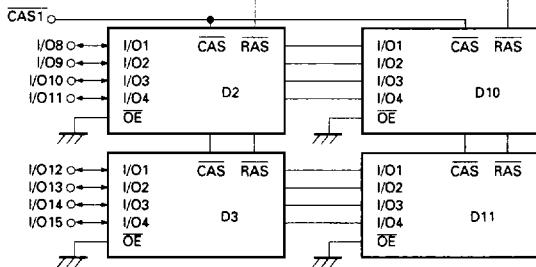 CAS1
I/O8 I/O1 CAS RAS I/O1 CAS RAS
I/O9 I/O2 I/O2
I/O10 I/O3 D2 I/O3 D10
I/O11 I/O4 I/O4
OE OE
I/O12 I/O1 CAS RAS I/O1 CAS RAS
I/O13 I/O2 I/O2
I/O14 I/O3 D3 I/O3 D11
I/O15 I/O4 I/O4
OE OE